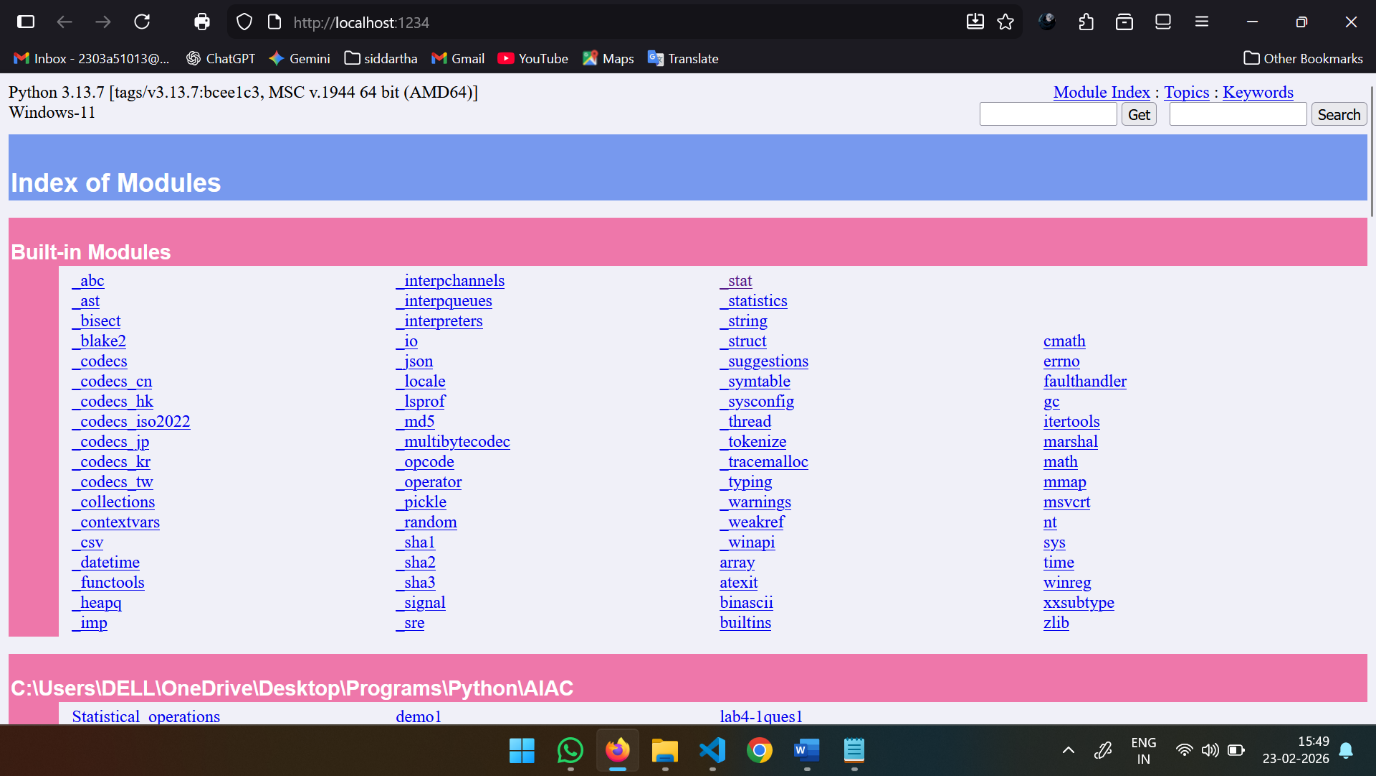 http://localhost:1234
Inbox - 2303a51013@... ChatGPT Gemini siddartha Gmail YouTube Maps Translate Other Bookmarks
Python 3.13.7 [tags/v3.13.7:bcee1c3, MSC v.1944 64 bit (AMD64)]
Windows-11
Module Index : Topics : Keywords
Get Search
Index of Modules
Built-in Modules
_abc
_ast
_bisect
_blake2
_codecs
_codecs_cn
_codecs_hk
_codecs_iso2022
_codecs_jp
_codecs_kr
_codecs_tw
_collections
_contextvars
_csv
_datetime
_functools
_heapq
_imp
_interpchannels
_interpqueues
_interpreters
_io
_json
_locale
_lsprof
_md5
_multibytecodec
_opcode
_operator
_pickle
_random
_sha1
_sha2
_sha3
_signal
_sre
_stat
_statistics
_string
_struct
_suggestions
_symtable
_sysconfig
_thread
_tokenize
_tracemalloc
_typing
_warnings
_weakref
_winapi
array
atexit
binascii
builtins
cmath
errno
faulthandler
gc
itertools
marshal
math
mmap
msvcrt
nt
sys
time
winreg
xxsubtype
zlib
C:\Users\DELL\OneDrive\Desktop\Programs\Python\AIAC
Statistical_operations demo1 lab4-1ques1
ENG
IN
15:49
23-02-2026